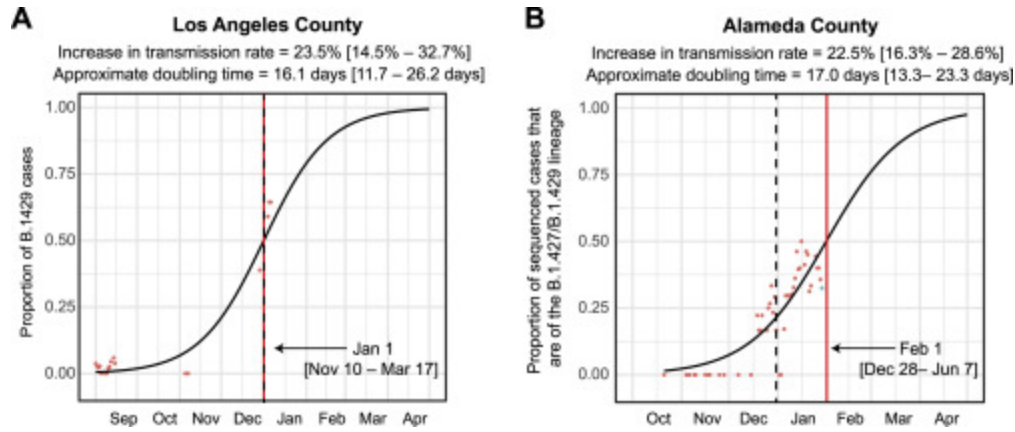 A
Los Angeles County
Increase in transmission rate = 23.5% [14.5% – 32.7%]
Approximate doubling time = 16.1 days [11.7 – 26.2 days]
Proportion of B.1429 cases
1.00
0.75
0.50
0.25
0.00
Jan 1
[Nov 10 – Mar 17]
Sep Oct Nov Dec Jan Feb Mar Apr
B
Alameda County
Increase in transmission rate = 22.5% [16.3% – 28.6%]
Approximate doubling time = 17.0 days [13.3– 23.3 days]
Proportion of sequenced cases that
are of the B.1.427/B.1.429 lineage
1.00
0.75
0.50
0.25
0.00
Feb 1
[Dec 28– Jun 7]
Oct Nov Dec Jan Feb Mar Apr